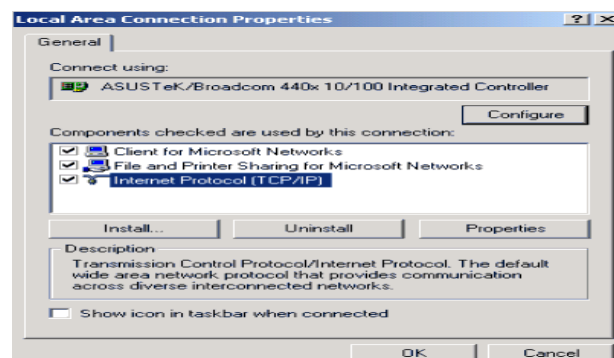 Local Area Connection Properties
General
Connect using:
ASUSTeK/Broadcom 440x 10/100 Integrated Controller
Configure
Components checked are used by this connection:
Client for Microsoft Networks
File and Printer Sharing for Microsoft Networks
Internet Protocol (TCP/IP)
Install... Uninstall Properties
Description
Transmission Control Protocol/Internet Protocol. The default
wide area network protocol that provides communication
across diverse interconnected networks.
Show icon in taskbar when connected
OK Cancel